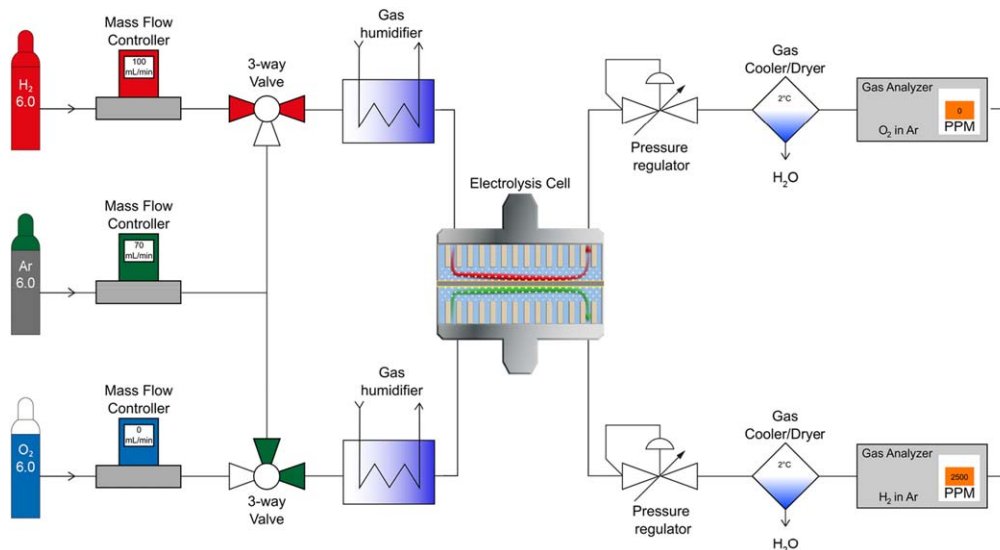 Mass Flow
Controller
100
mL/min
H2
6.0
3-way
Valve
Gas
humidifier
Pressure
regulator
Gas
Cooler/Dryer
2°C
H2O
Gas Analyzer
0
PPM
O2 in Ar
Electrolysis Cell
Mass Flow
Controller
70
mL/min
Ar
6.0
Mass Flow
Controller
0
mL/min
O2
6.0
3-way
Valve
Gas
humidifier
Pressure
regulator
Gas
Cooler/Dryer
2°C
H2O
Gas Analyzer
2500
PPM
H2 in Ar